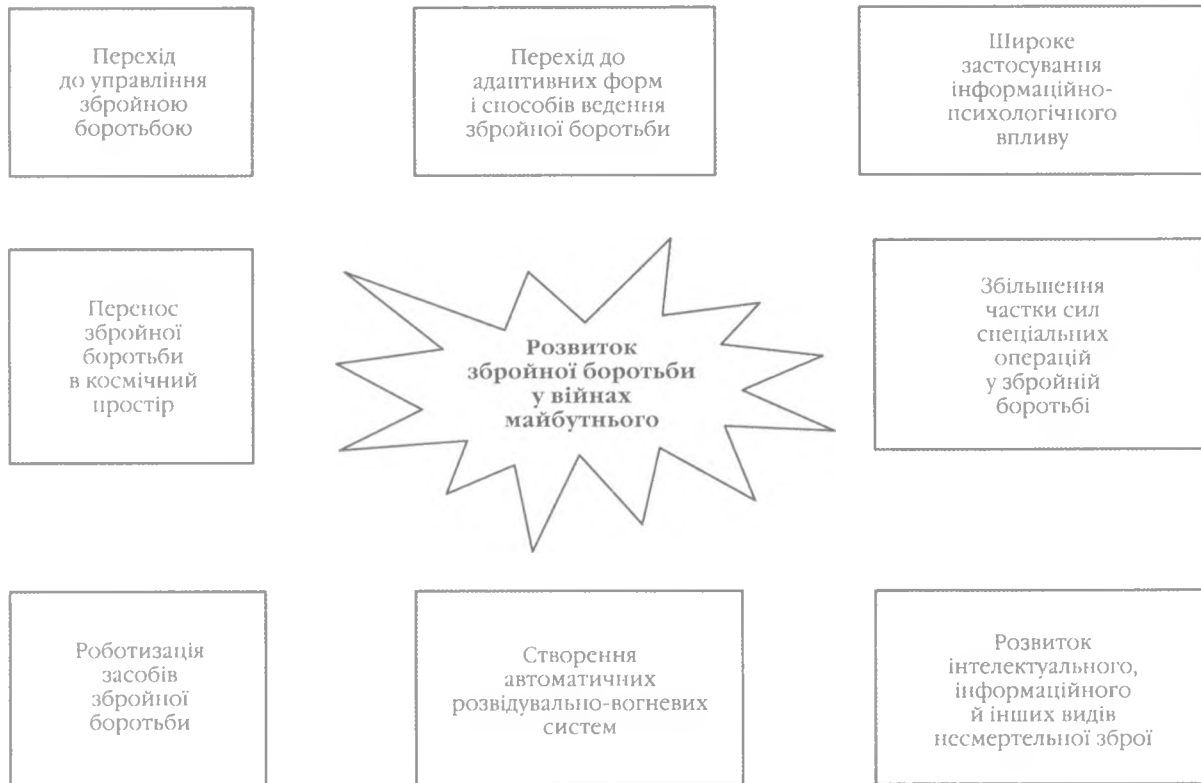 Перехід
до управління
збройною
боротьбою
Перехід до
адаптивних форм
і способів ведення
збройної боротьби
Широке
застосування
інформаційно-
психологічного
впливу
Перенос
збройної
боротьби
в космічний
простір
Розвиток
збройної боротьби
у війнах
майбутнього
Збільшення
частки сил
спеціальних
операцій
у збройній
боротьбі
Роботизація
засобів
збройної
боротьби
Створення
автоматичних
розвідувально-вогневих
систем
Розвиток
інтелектуального,
інформаційного
й інших видів
несмертельної зброї